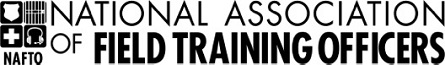 NATIONAL ASSOCIATION
OF FIELD TRAINING OFFICERS
NAFTO